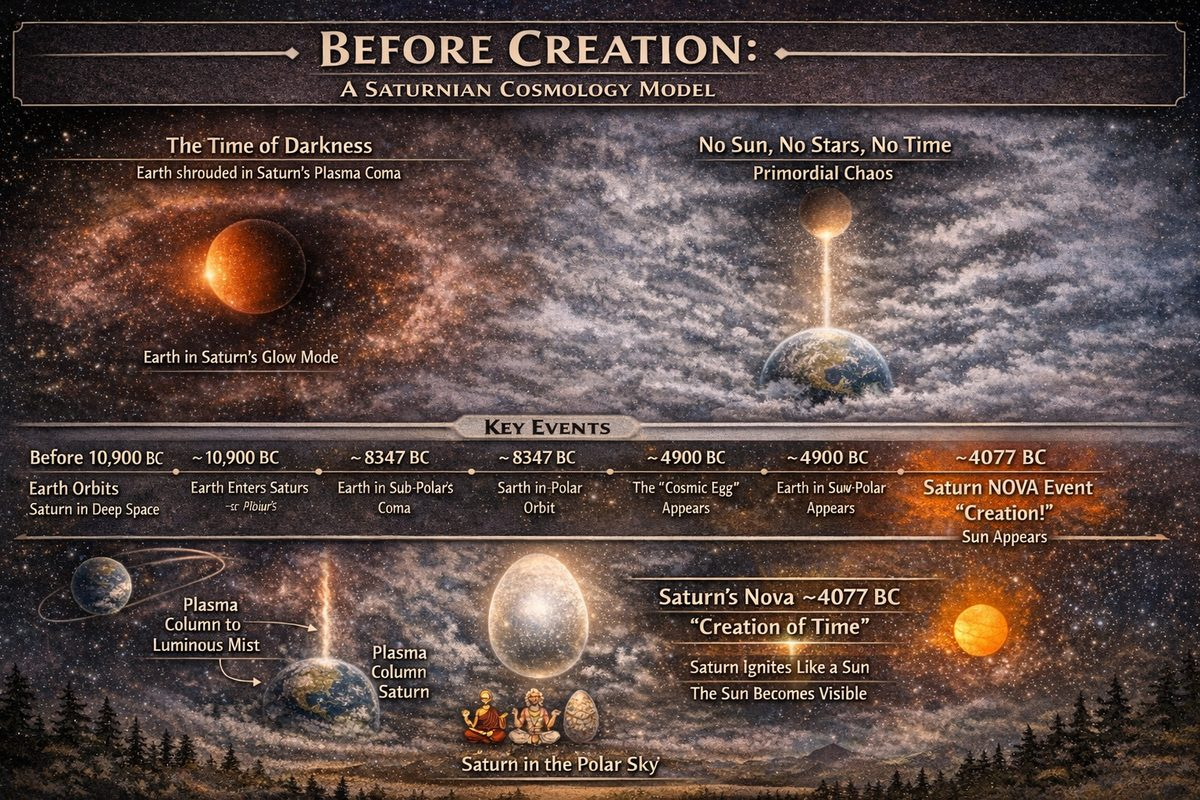 BEFORE CREATION:
A SATURNIAN COSMOLOGY MODEL
The Time of Darkness
Earth shrouded in Saturn's Plasma Coma
Earth in Saturn's Glow Mode
No Sun, No Stars, No Time
Primordial Chaos
KEY EVENTS
Before 10,900 BC
Earth Orbits
Saturn in Deep Space
~10,900 BC
Earth Enters Saturs
~8347 BC
Earth in Sub-Polar's
Coma
~8347 BC
Sarth in-Polar
Orbit
~4900 BC
The "Cosmic Egg"
Appears
~4900 BC
Earth in Suw-Polar
Appears
~4077 BC
Saturn NOVA Event
"Creation!"
Sun Appears
Plasma
Column to
Luminous Mist
Plasma
Column
Saturn
Saturn in the Polar Sky
Saturn's Nova ~4077 BC
"Creation of Time"
Saturn Ignites Like a Sun
The Sun Becomes Visible